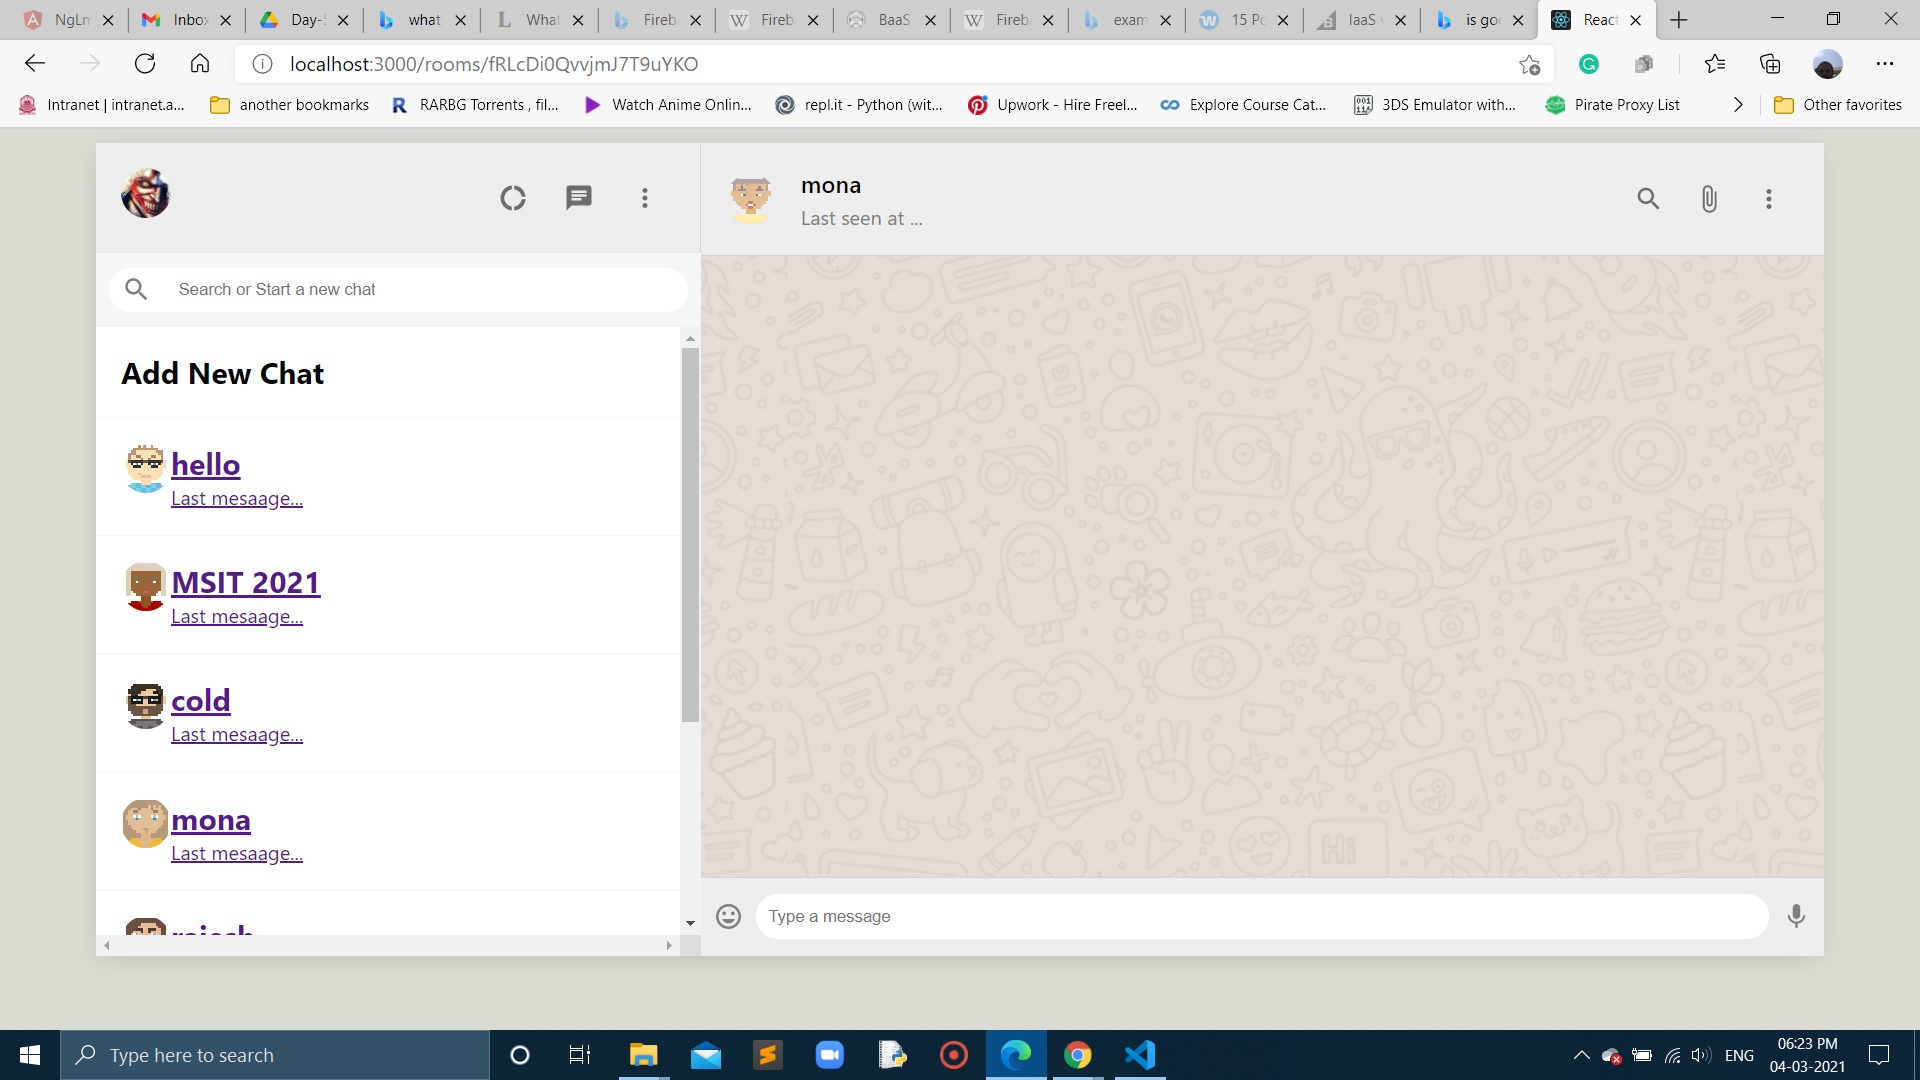 NgLm
Inbox
Day-5
what
What
Fireb
Fireb
BaaS
Fireb
exam
15 Po
IaaS v
is goo
React
localhost:3000/rooms/fRLcDi0QvvjmJ7T9uYKO
Intranet | intranet.a...
another bookmarks
RARBG Torrents , fil...
Watch Anime Onlin...
repl.it - Python (wit...
Upwork - Hire Freel...
Explore Course Cat...
3DS Emulator with...
Pirate Proxy List
Other favorites
mona
Last seen at ...
Search or Start a new chat
Add New Chat
hello
Last mesaage...
MSIT 2021
Last mesaage...
cold
Last mesaage...
mona
Last mesaage...
Hi
Type a message
Type here to search
ENG
06:23 PM
04-03-2021